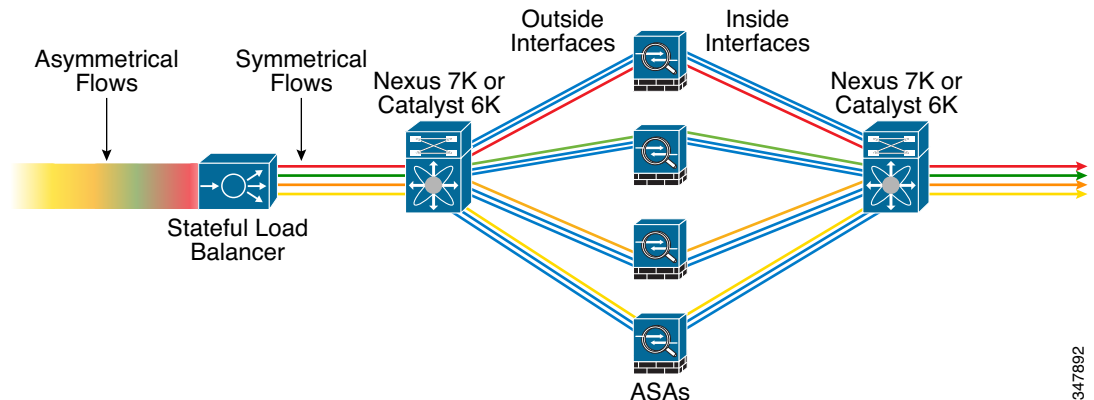 Asymmetrical
Flows
Symmetrical
Flows
Stateful Load
Balancer
Nexus 7K or
Catalyst 6K
Outside
Interfaces
Inside
Interfaces
Nexus 7K or
Catalyst 6K
ASAs
347892